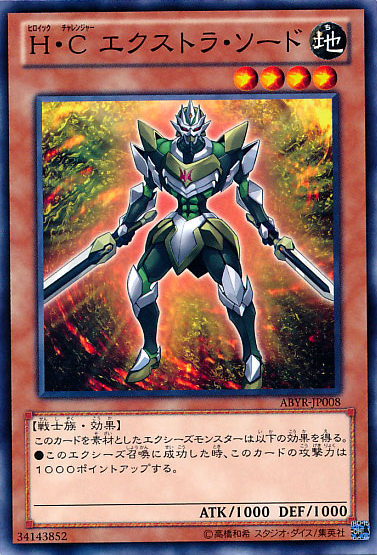 ヒロイック チャレンジャー
H・C エクストラ・ソード
ち
地
ABYR-JP008
【戦士族・効果】
このカードを素材としたエクシーズモンスターは以下の効果を得る。
●このエクシーズ召喚に成功した時、このカードの攻撃力は
1000ポイントアップする。
ATK/1000 DEF/1000
34143852
©高橋和希 スタジオ・ダイス/集英社